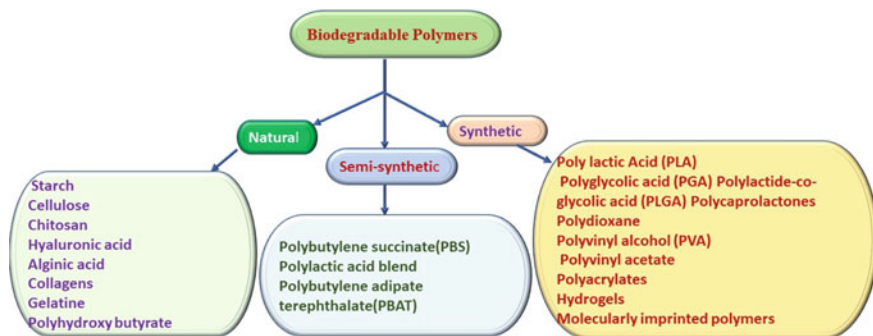 Biodegradable Polymers
Natural
Semi-synthetic
Synthetic
Starch
Cellulose
Chitosan
Hyaluronic acid
Alginic acid
Collagens
Gelatine
Polyhydroxy butyrate
Polybutylene succinate(PBS)
Polylactic acid blend
Polybutylene adipate
terephthalate(PBAT)
Poly lactic Acid (PLA)
Polyglycolic acid (PGA) Polylactide-co-
glycolic acid (PLGA) Polycaprolactones
Polydioxane
Polyvinyl alcohol (PVA)
Polyvinyl acetate
Polyacrylates
Hydrogels
Molecularly imprinted polymers